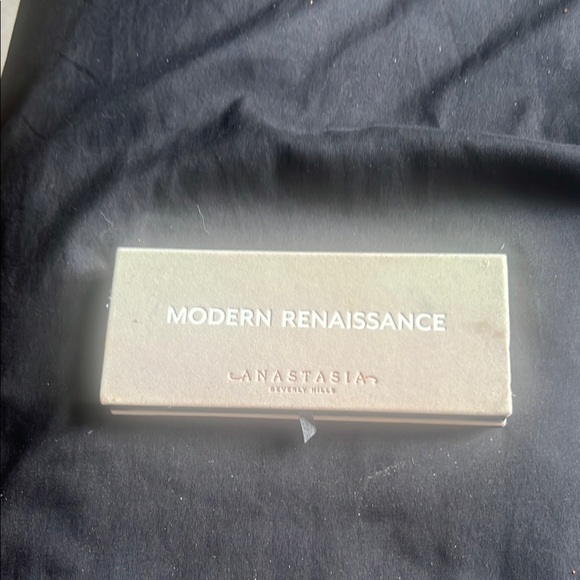 MODERN RENAISSANCE
ANASTASIA
BEVERLY HILLS